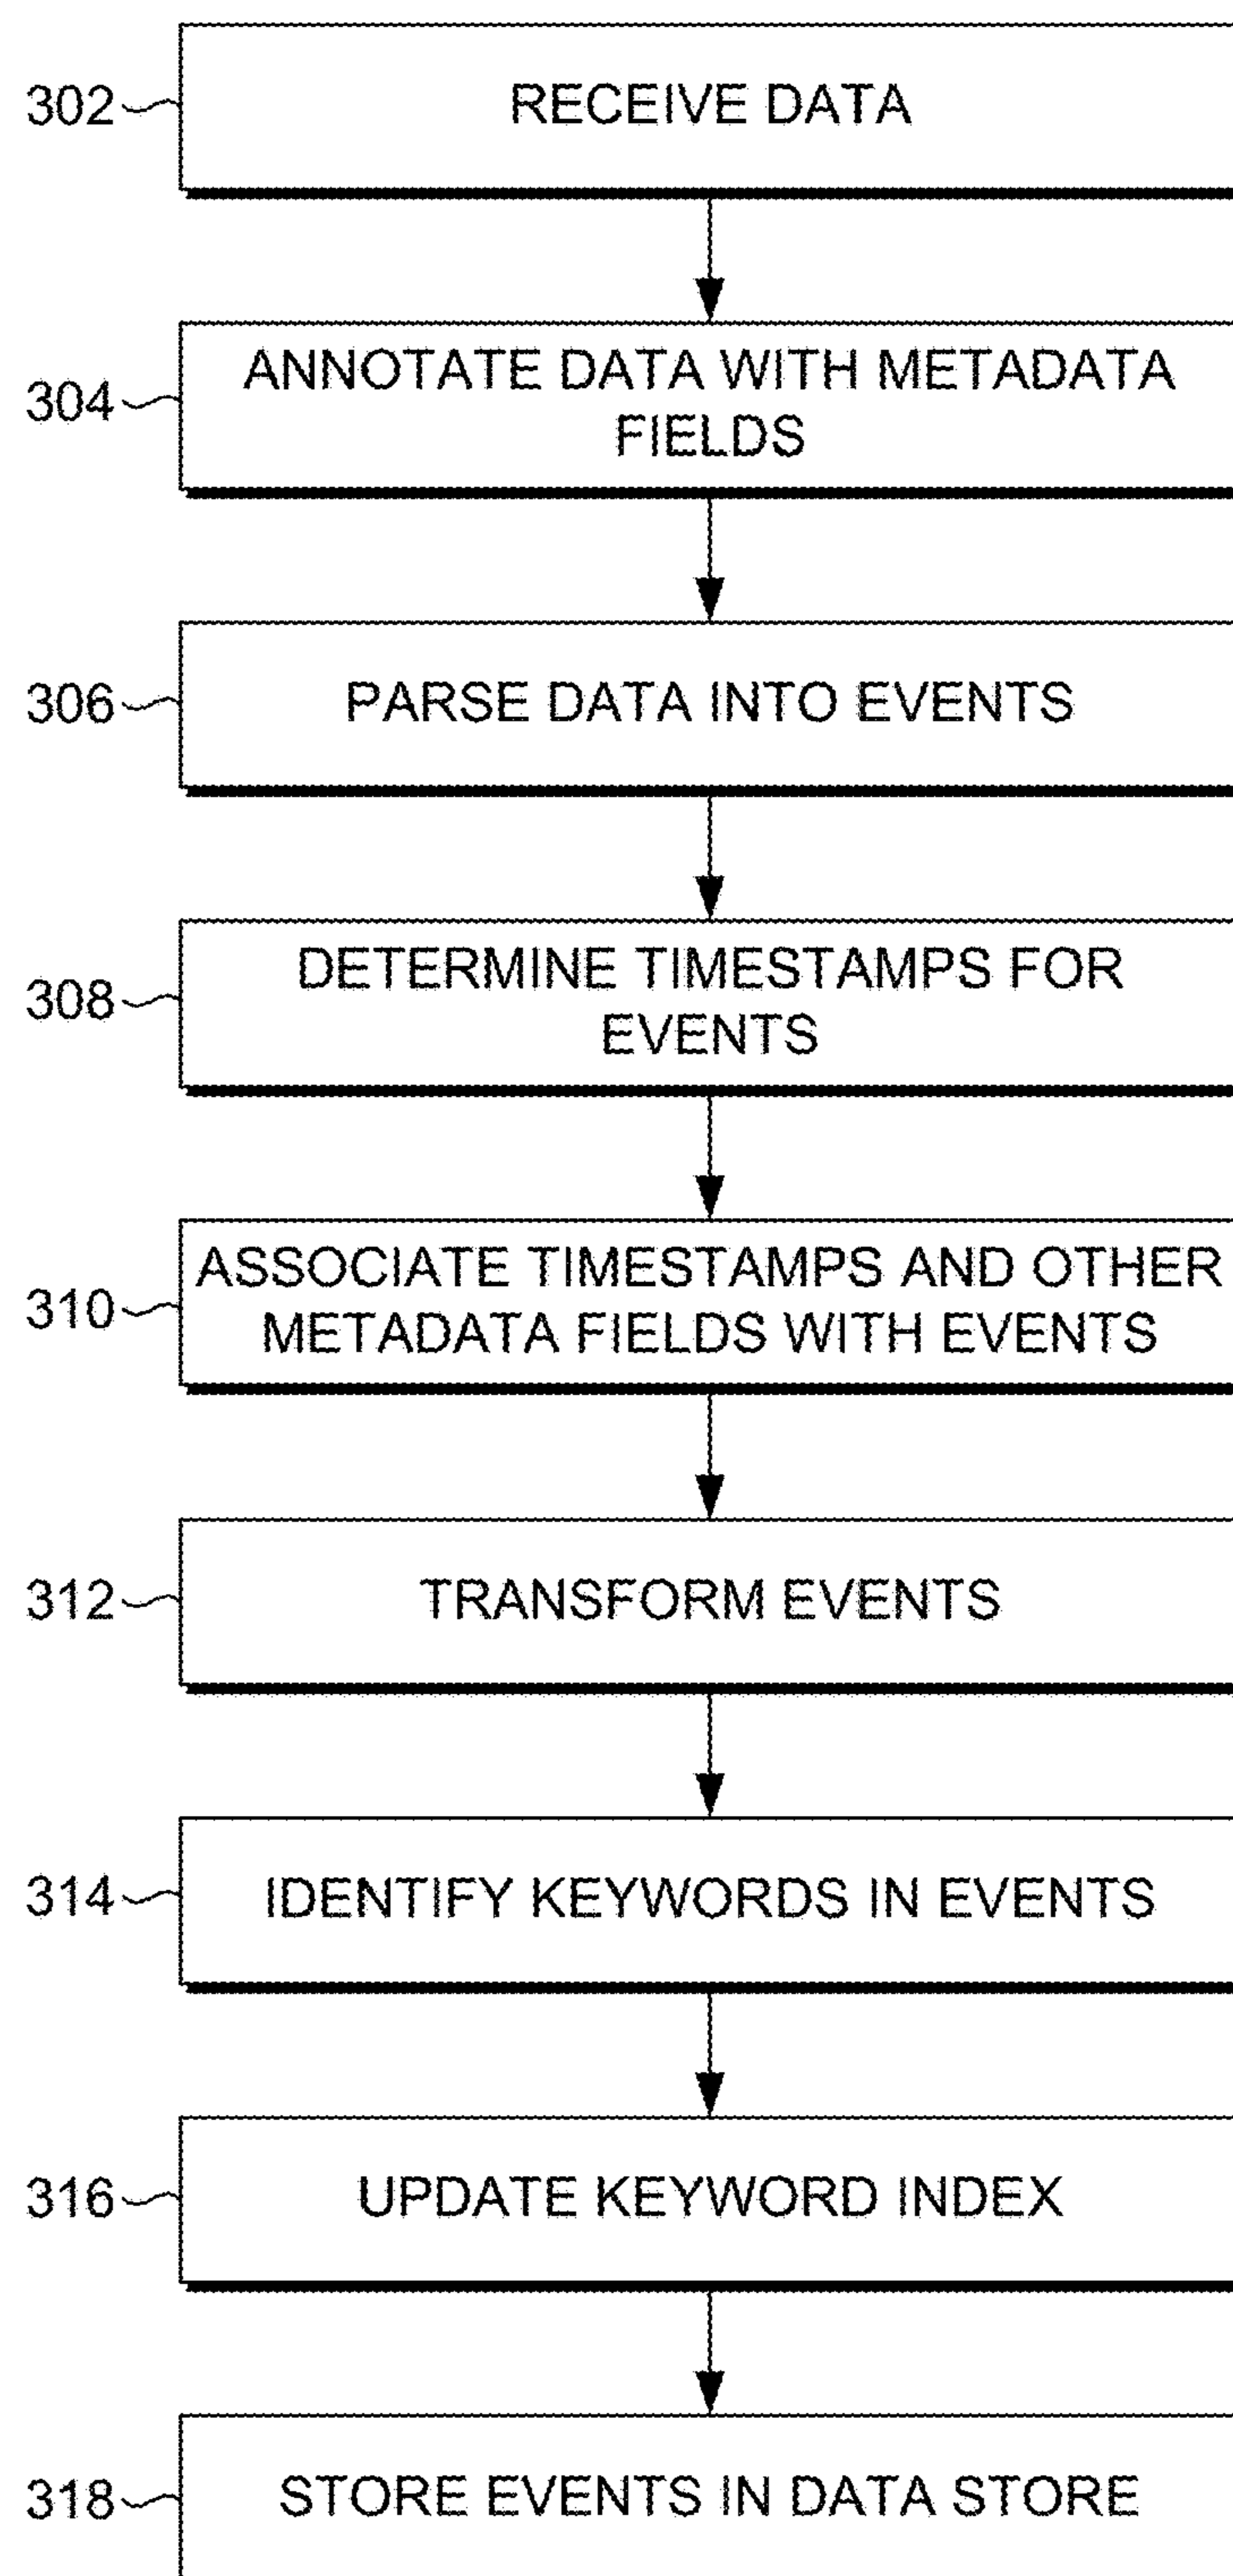 302
RECEIVE DATA
304
ANNOTATE DATA WITH METADATA
FIELDS
306
PARSE DATA INTO EVENTS
308
DETERMINE TIMESTAMPS FOR
EVENTS
310
ASSOCIATE TIMESTAMPS AND OTHER
METADATA FIELDS WITH EVENTS
312
TRANSFORM EVENTS
314
IDENTIFY KEYWORDS IN EVENTS
316
UPDATE KEYWORD INDEX
318
STORE EVENTS IN DATA STORE